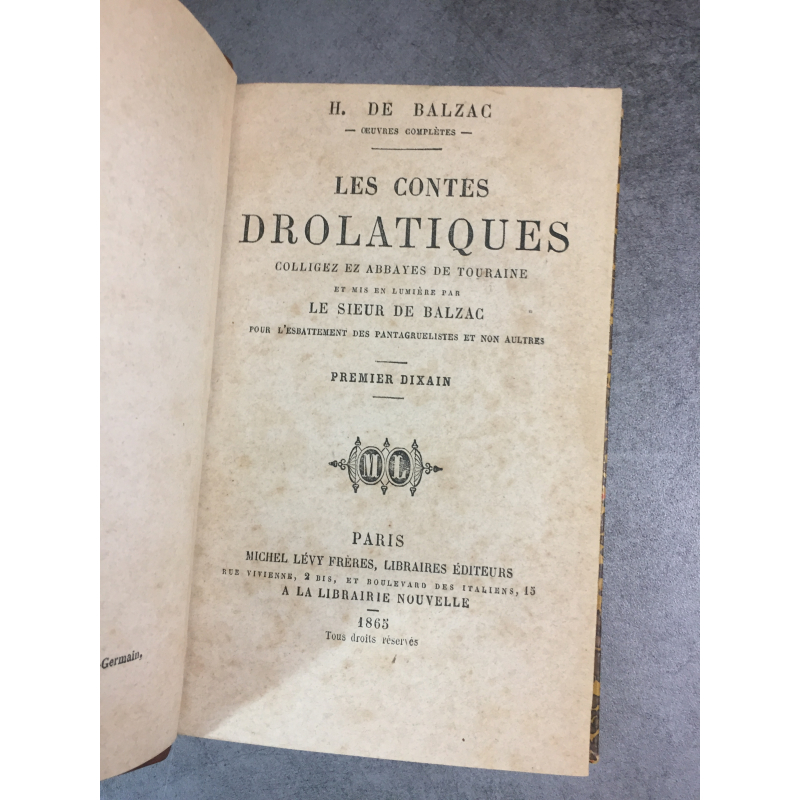 H. DE BALZAC
— ŒUVRES COMPLÈTES —
LES CONTES
DROLATIQUES
COLLIGEZ EZ ABBAYES DE TOURAINE
ET MIS EN LUMIÈRE PAR
LE SIEUR DE BALZAC
POUR L'ESBATTEMENT DES PANTAGRUELISTES ET NON AULTRES
PREMIER DIXAIN
ML
PARIS
MICHEL LÉVY FRÈRES, LIBRAIRES ÉDITEURS
RUE VIVIENNE, 2 BIS, ET BOULEVARD DES ITALIENS, 15
A LA LIBRAIRIE NOUVELLE
1865
Tous droits réservés
-Germain,